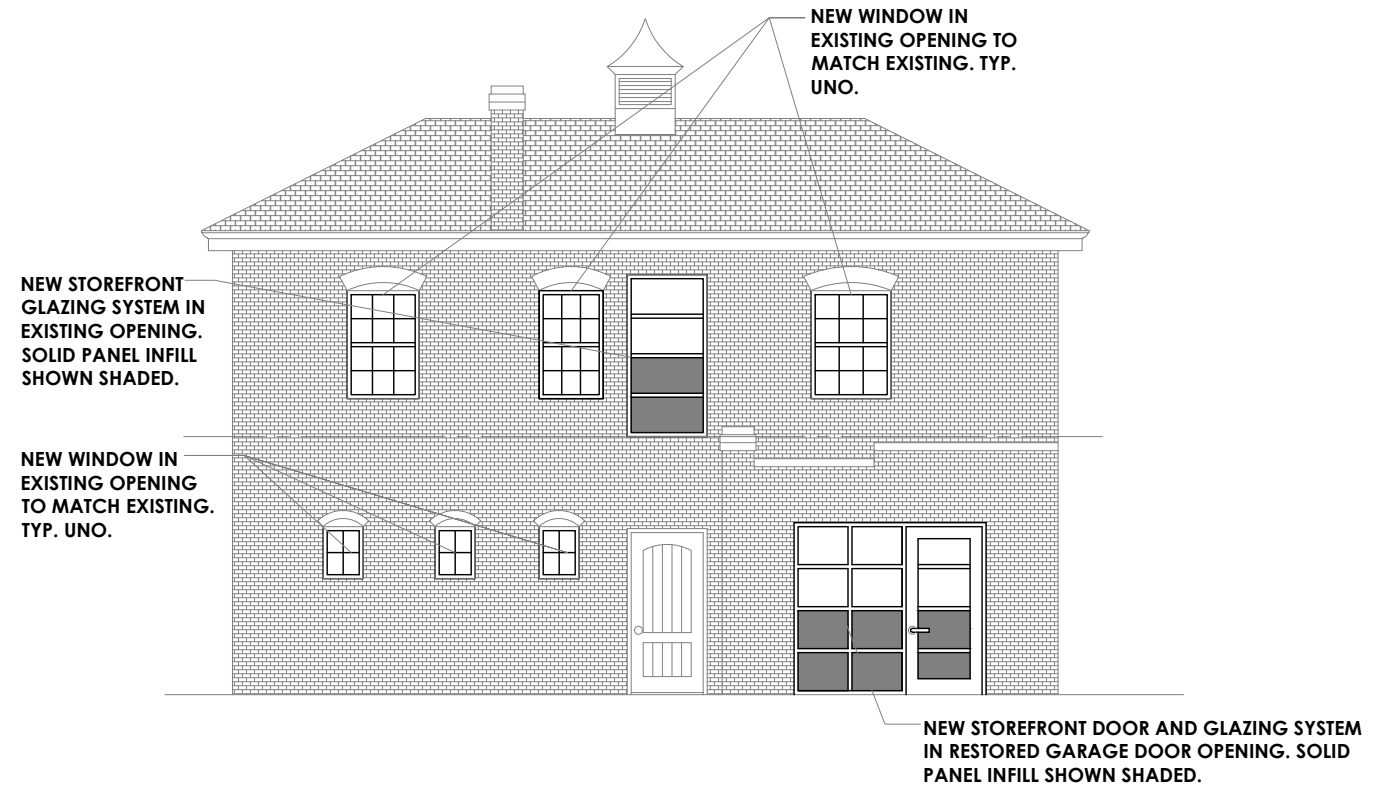 NEW WINDOW IN
EXISTING OPENING TO
MATCH EXISTING. TYP.
UNO.
NEW STOREFRONT
GLAZING SYSTEM IN
EXISTING OPENING.
SOLID PANEL INFILL
SHOWN SHADED.
NEW WINDOW IN
EXISTING OPENING
TO MATCH EXISTING.
TYP. UNO.
NEW STOREFRONT DOOR AND GLAZING SYSTEM
IN RESTORED GARAGE DOOR OPENING. SOLID
PANEL INFILL SHOWN SHADED.